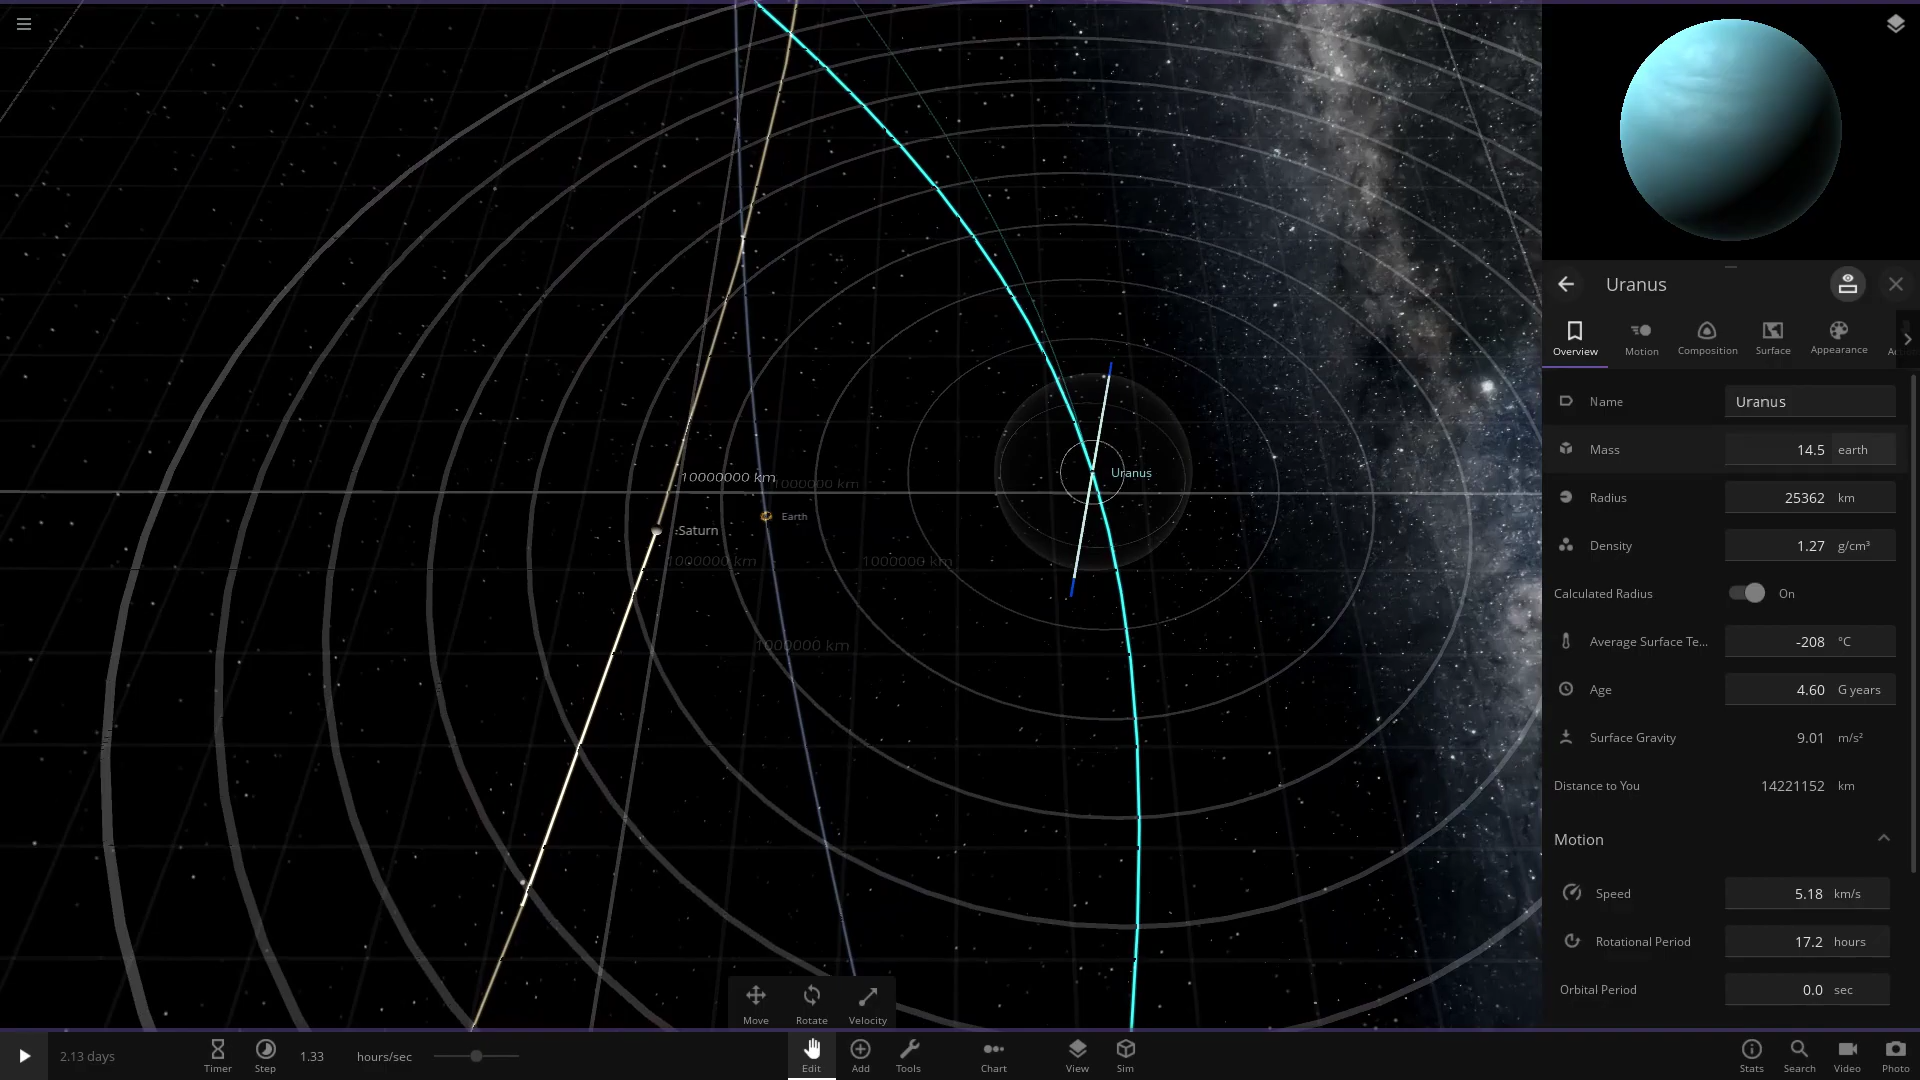 Uranus
Overview
Motion
Composition
Surface
Appearance
Name
Uranus
Mass
14.5 earth
Radius
25362 km
Density
1.27 g/cm³
Calculated Radius
On
Average Surface Te...
-208 °C
Age
4.60 G years
Surface Gravity
9.01 m/s²
Distance to You
14221152 km
Motion
Speed
5.18 km/s
Rotational Period
17.2 hours
Orbital Period
0.0 sec
Uranus
10000000 km
1000000 km
Earth
Saturn
1000000 km
1000000 km
1000000 km
Move
Rotate
Velocity
2.13 days
Timer
Step
1.33 hours/sec
Edit
Add
Tools
Chart
View
Sim
Stats
Search
Video
Photo